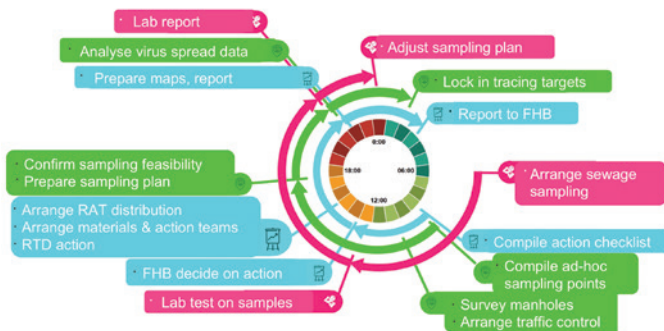 Lab report
Analyse virus spread data
Prepare maps, report
Adjust sampling plan
Lock in tracing targets
Report to FHB
0:00
18:00
06:00
12:00
Confirm sampling feasibility
Prepare sampling plan
Arrange sewage
sampling
Arrange RAT distribution
Arrange materials & action teams
RTD action
Compile action checklist
FHB decide on action
Compile ad-hoc
sampling points
Lab test on samples
Survey manholes
Arrange traffic control